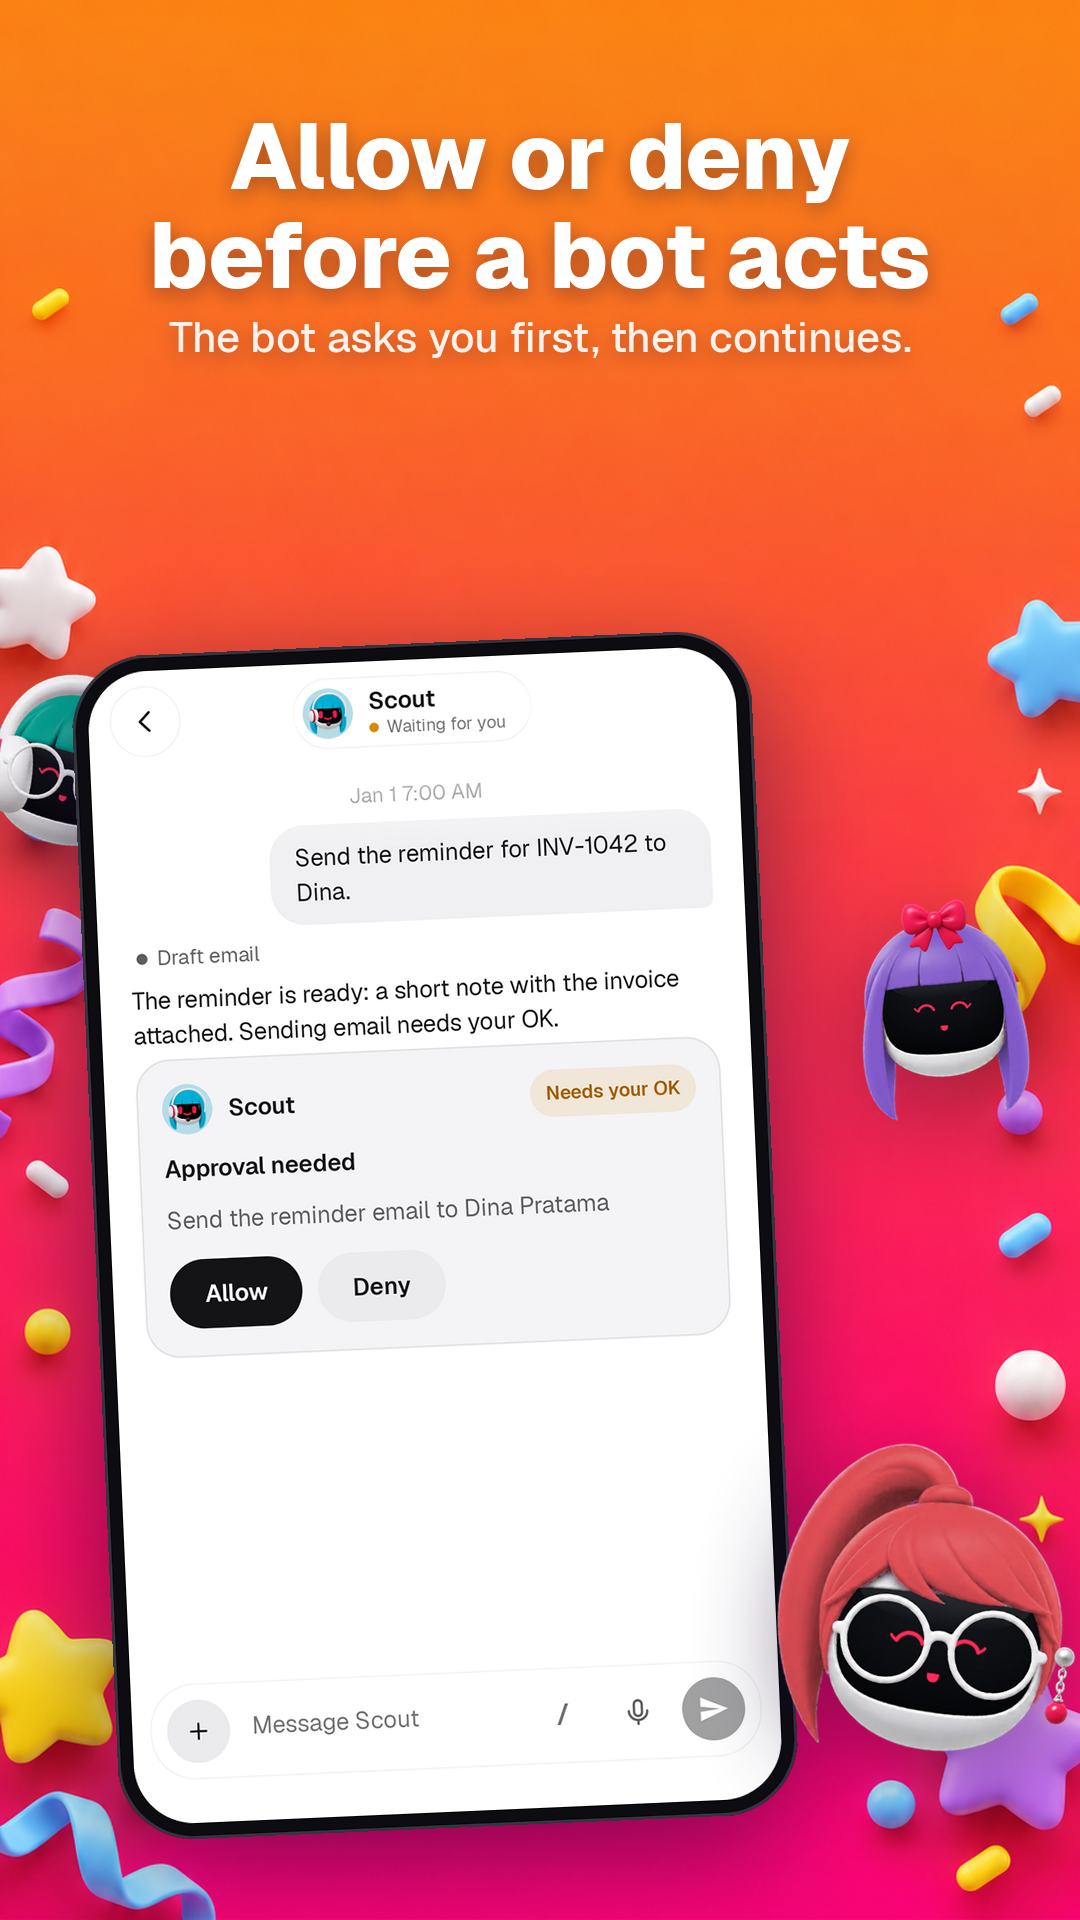 Allow or deny
before a bot acts
The bot asks you first, then continues.
Scout
Waiting for you
Jan 1 7:00 AM
Send the reminder for INV-1042 to
Dina.
Draft email
The reminder is ready: a short note with the invoice
attached. Sending email needs your OK.
Scout
Needs your OK
Approval needed
Send the reminder email to Dina Pratama
Allow
Deny
Message Scout
/